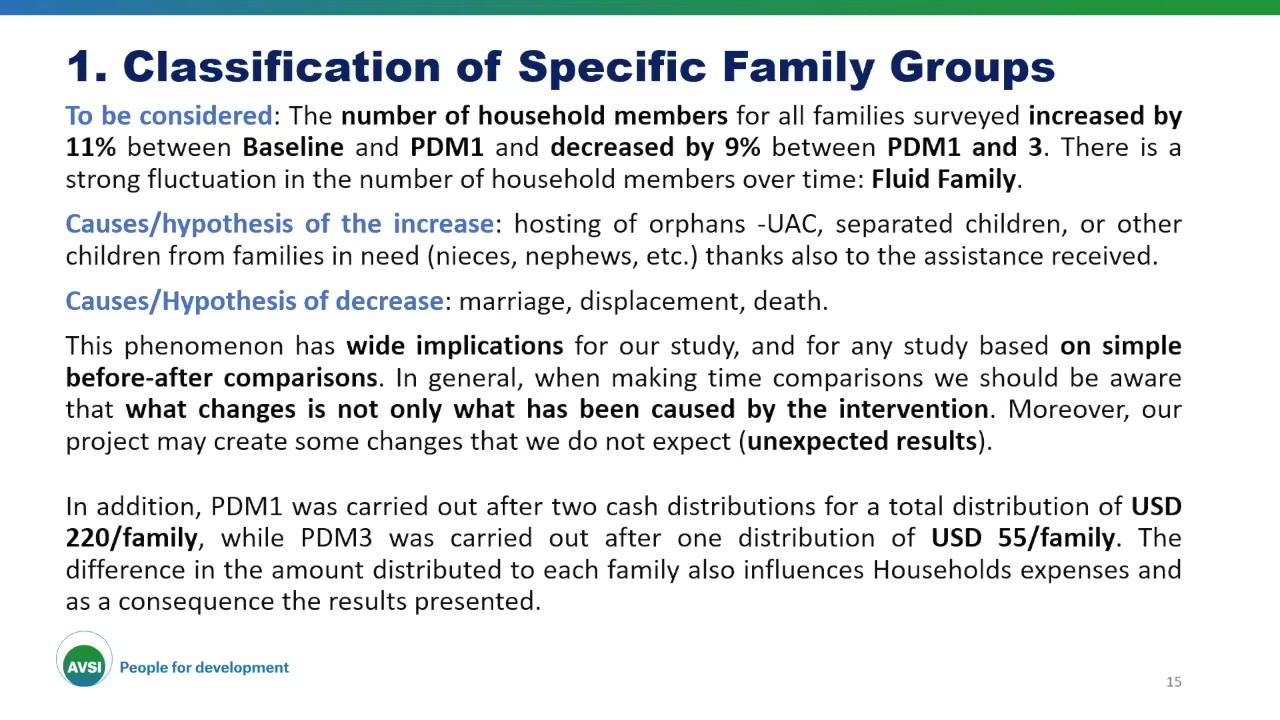 1. Classification of Specific Family Groups
To be considered: The number of household members for all families surveyed increased by
11% between Baseline and PDM1 and decreased by 9% between PDM1 and 3. There is a
strong fluctuation in the number of household members over time: Fluid Family.
Causes/hypothesis of the increase: hosting of orphans -UAC, separated children, or other
children from families in need (nieces, nephews, etc.) thanks also to the assistance received.
Causes/Hypothesis of decrease: marriage, displacement, death.
This phenomenon has wide implications for our study, and for any study based on simple
before-after comparisons. In general, when making time comparisons we should be aware
that what changes is not only what has been caused by the intervention. Moreover, our
project may create some changes that we do not expect (unexpected results).
In addition, PDM1 was carried out after two cash distributions for a total distribution of USD
220/family, while PDM3 was carried out after one distribution of USD 55/family. The
difference in the amount distributed to each family also influences Households expenses and
as a consequence the results presented.
AVSI People for development
15